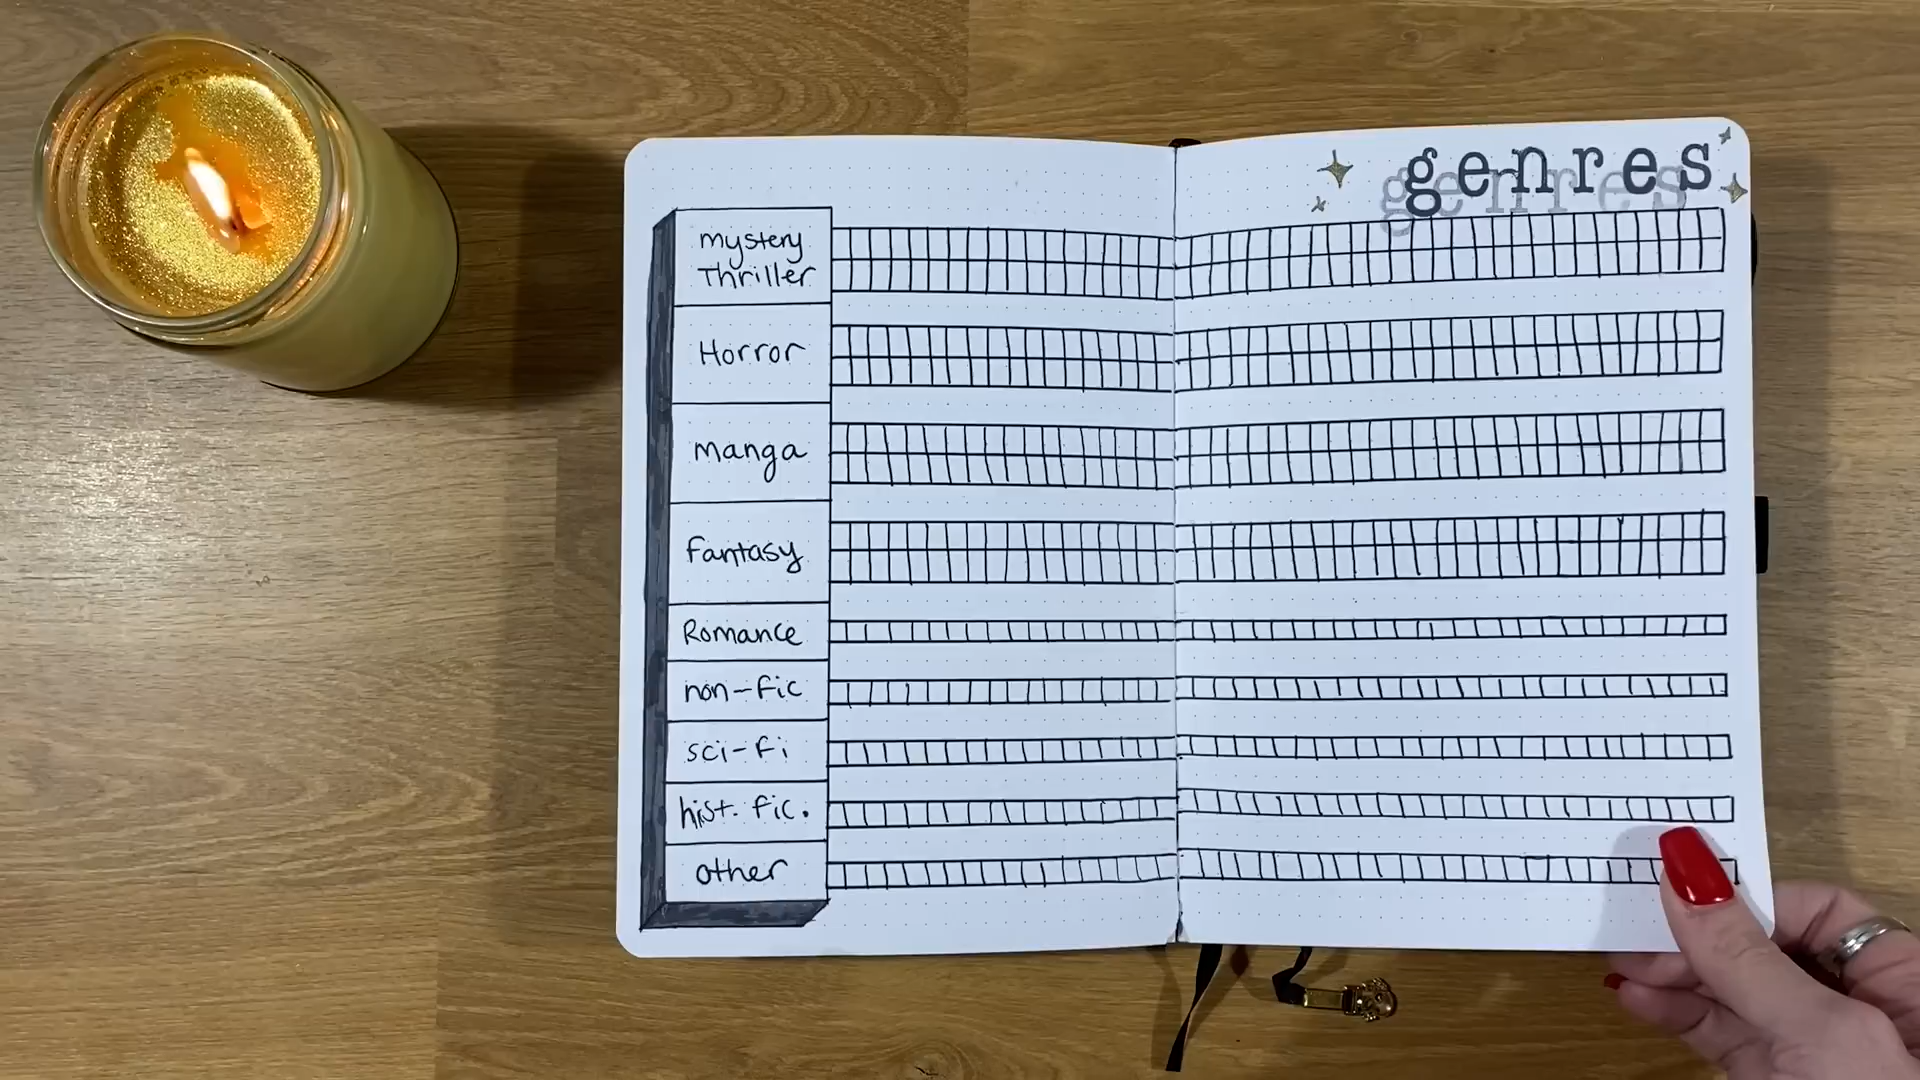 genres
mystery
Thriller
Horror
manga
Fantasy
Romance
non-fic
sci-fi
hist. fic.
other